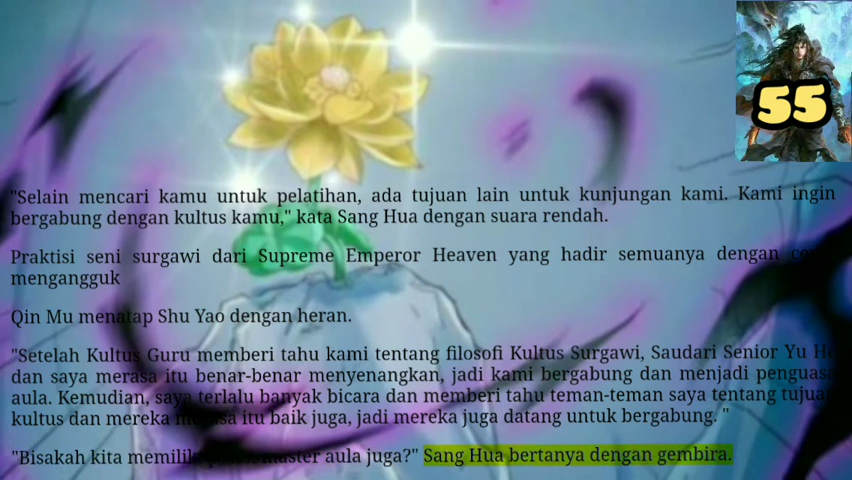 55
"Selain mencari kamu untuk pelatihan, ada tujuan lain untuk kunjungan kami. Kami ingin
bergabung dengan kultus kamu," kata Sang Hua dengan suara rendah.
Praktisi seni surgawi dari Supreme Emperor Heaven yang hadir semuanya dengan
mengangguk
Qin Mu menatap Shu Yao dengan heran.
"Setelah Kultus Guru memberi tahu kami tentang filosofi Kultus Surgawi, Saudari Senior Yu
dan saya merasa itu benar-benar menyenangkan, jadi kami bergabung dan menjadi penguasa
aula. Kemudian, saya terlalu banyak bicara dan memberi tahu teman-teman saya tentang tujuan
kultus dan mereka merasa itu baik juga, jadi mereka juga datang untuk bergabung. "
"Bisakah kita memiliki master aula juga?" Sang Hua bertanya dengan gembira.